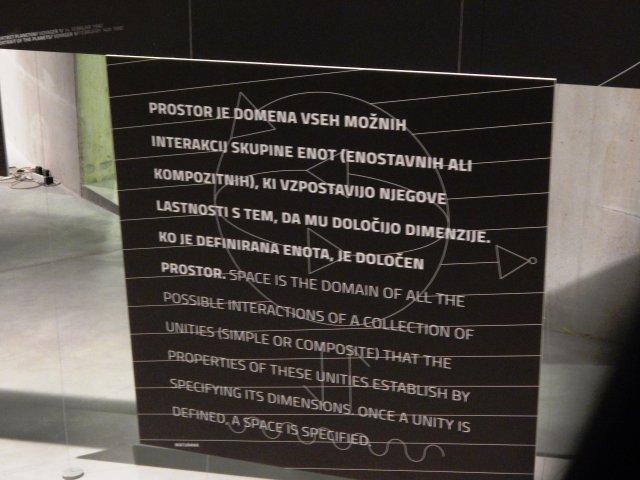 PROSTOR JE DOMENA VSEH MOŽNIH
INTERAKCIJ SKUPINE ENOT (ENOSTAVNIH ALI
KOMPOZITNIH), KI VZPOSTAVIJO NJEGOVE
LASTNOSTI S TEM, DA MU DOLOČIJO DIMENZIJE.
KO JE DEFINIRANA ENOTA, JE DOLOČEN
PROSTOR. SPACE IS THE DOMAIN OF ALL THE
POSSIBLE INTERACTIONS OF A COLLECTION OF
UNITIES (SIMPLE OR COMPOSITE) THAT THE
PROPERTIES OF THESE UNITIES ESTABLISH BY
SPECIFYING ITS DIMENSIONS. ONCE A UNITY IS
DEFINED, A SPACE IS SPECIFIED.